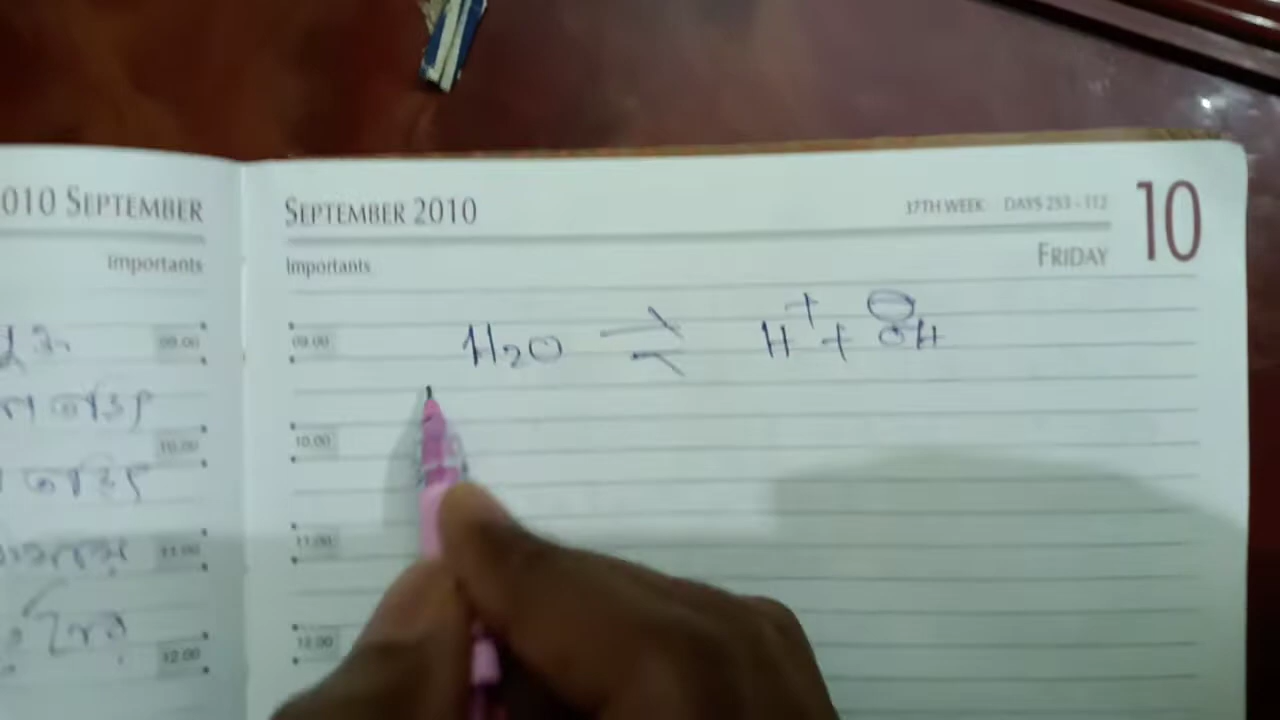 010 SEPTEMBER
Importants
09.00
10.00
11.00
12.00
SEPTEMBER 2010
37TH WEEK DAYS 253 - 112
10
FRIDAY
Importants
09.00
H₂O ⇌ H⁺ + OH⊖
10.00
11.00
12.00